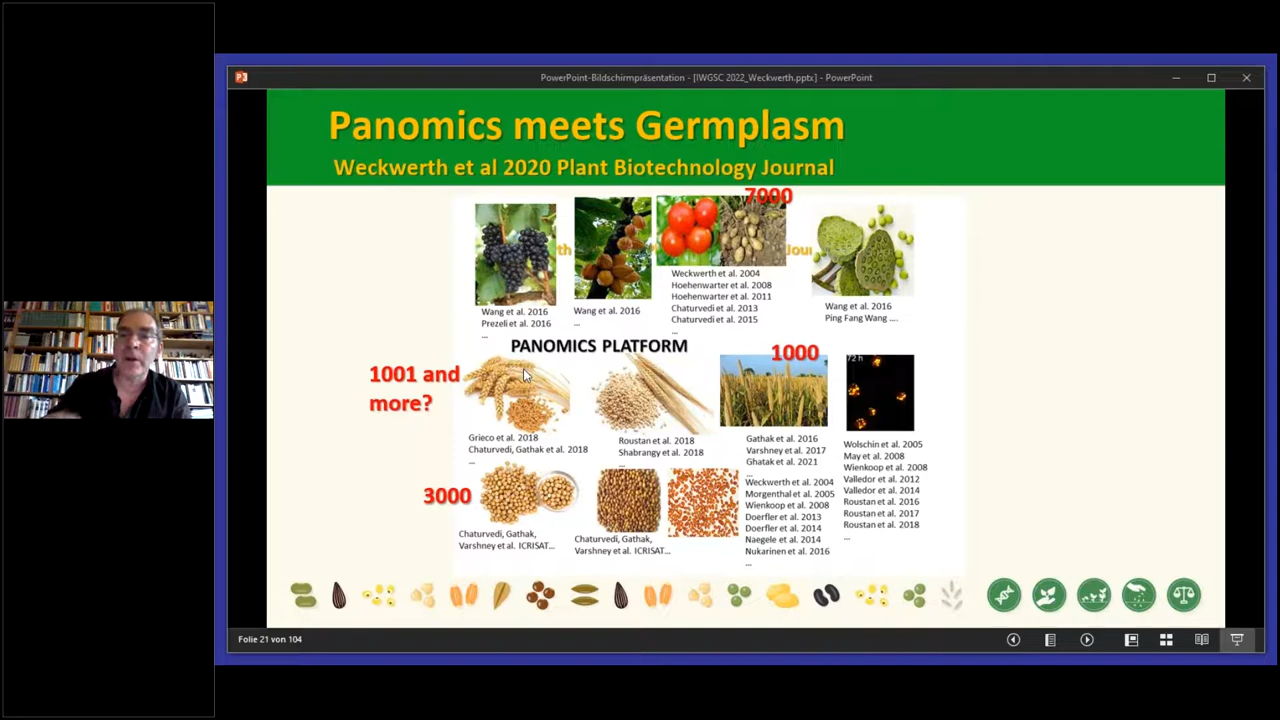 PowerPoint-Bildschirmpräsentation - [IWGSC 2022_Weckwerth.pptx] - PowerPoint
Panomics meets Germplasm
Weckwerth et al 2020 Plant Biotechnology Journal
7000
Wang et al. 2016
Prezeli et al. 2016
...
Wang et al. 2016
...
Weckwerth et al. 2004
Hoehenwarter et al. 2008
Hoehenwarter et al. 2011
Chaturvedi et al. 2013
Chaturvedi et al. 2015
...
Wang et al. 2016
Ping Fang Wang ....
PANOMICS PLATFORM
1001 and
more?
1000
72 h
Grieco et al. 2018
Chaturvedi, Gathak et al. 2018
...
Roustan et al. 2018
Shabrangy et al. 2018
...
Gathak et al. 2016
Varshney et al. 2017
Ghatak et al. 2021
...
Wolschin et al. 2005
May et al. 2008
Wienkoop et al. 2008
Valledor et al. 2012
Valledor et al. 2014
Roustan et al. 2016
Roustan et al. 2017
Roustan et al. 2018
...
3000
Chaturvedi, Gathak,
Varshney et al. ICRISAT...
Chaturvedi, Gathak,
Varshney et al. ICRISAT...
Weckwerth et al. 2004
Morgenthal et al. 2005
Wienkoop et al. 2008
Doerfler et al. 2013
Doerfler et al. 2014
Naegele et al. 2014
Nukarinen et al. 2016
...
Folie 21 von 104